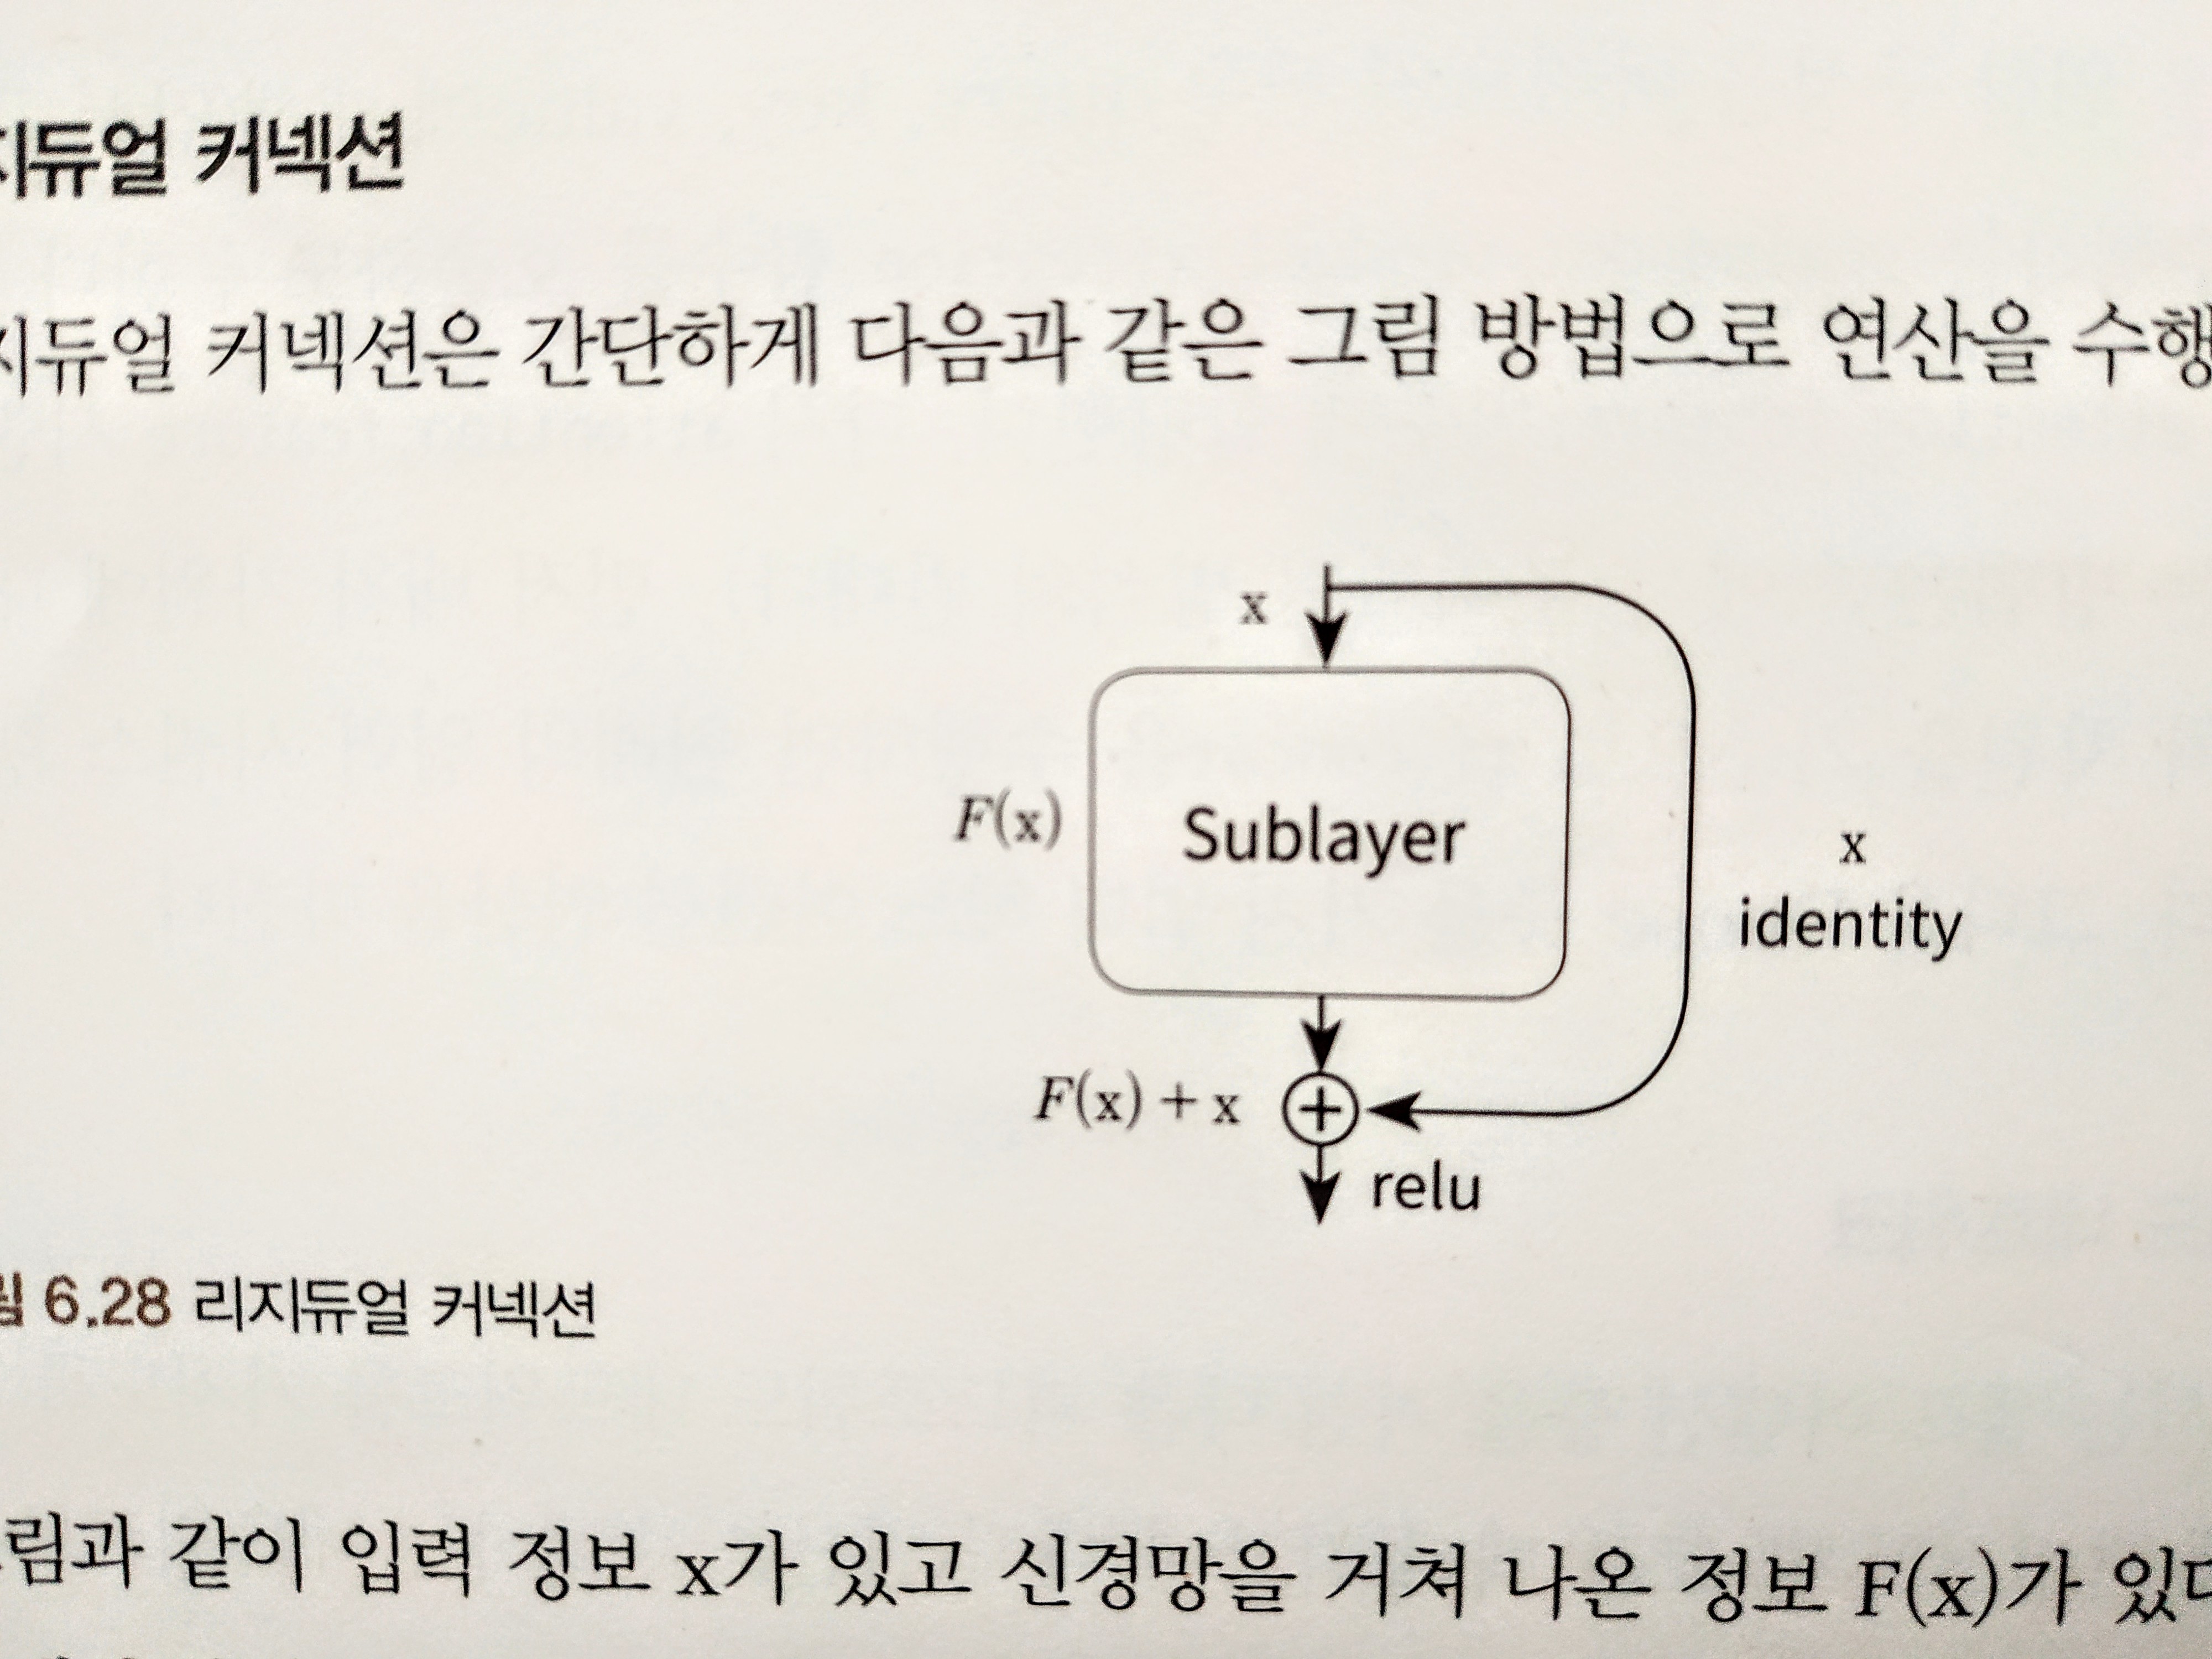 지듀얼 커넥션
지듀얼 커넥션은 간단하게 다음과 같은 그림 방법으로 연산을 수행
x
F(x)
Sublayer
x
identity
F(x) + x
relu
림 6.28 리지듀얼 커넥션
림과 같이 입력 정보 x가 있고 신경망을 거쳐 나온 정보 F(x)가 있다